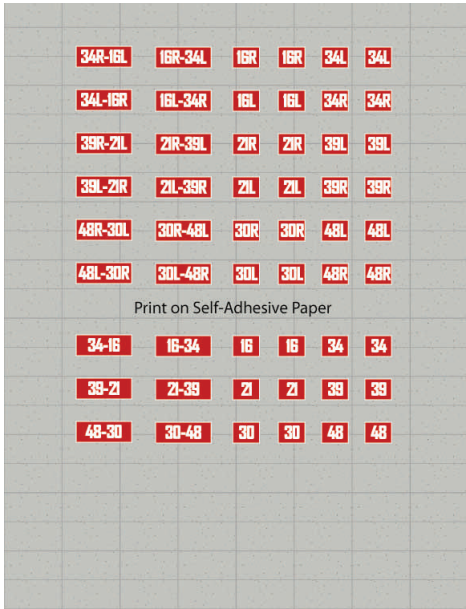 34R-16L 16R-34L 16R 16R 34L 34L
34L-16R 16L-34R 16L 16L 34R 34R
39R-21L 21R-39L 21R 21R 39L 39L
39L-21R 21L-39R 21L 21L 39R 39R
48R-30L 30R-48L 30R 30R 48L 48L
48L-30R 30L-48R 30L 30L 48R 48R
Print on Self-Adhesive Paper
34-16 16-34 16 16 34 34
39-21 21-39 21 21 39 39
48-30 30-48 30 30 48 48